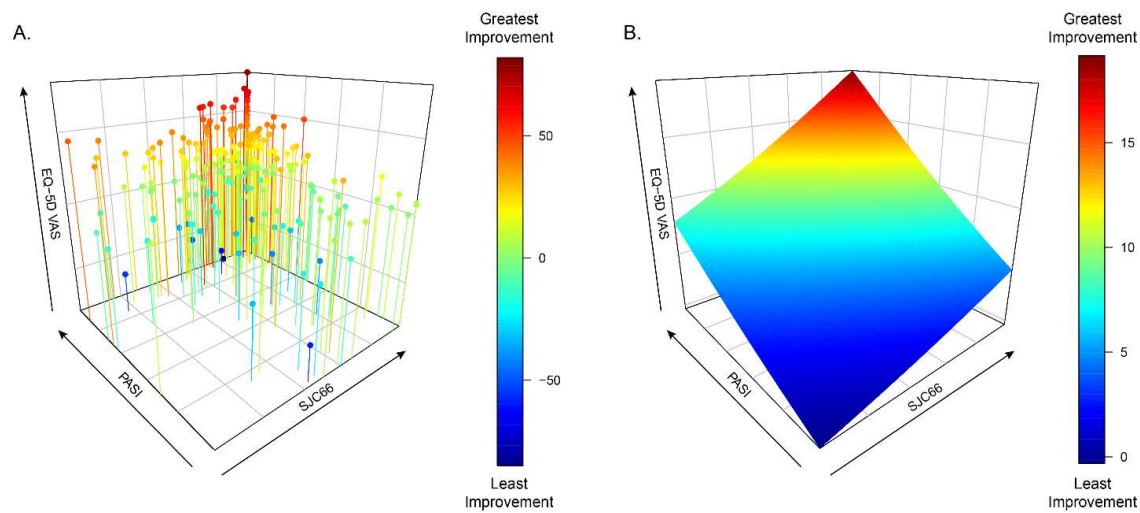 A.
Greatest
Improvement
EQ−5D VAS
PASI
SJC66
50
0
−50
Least
Improvement
B.
Greatest
Improvement
EQ−5D VAS
PASI
SJC66
15
10
5
0
Least
Improvement